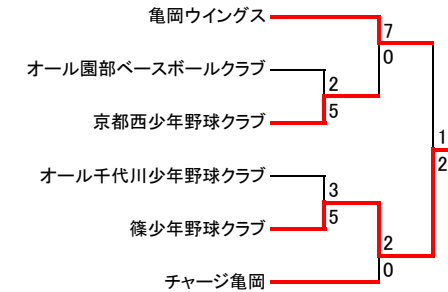 亀岡ウイングス
7
0
オール園部ベースボールクラブ
2
5
京都西少年野球クラブ
1
2
オール千代川少年野球クラブ
3
5
篠少年野球クラブ
2
0
チャージ亀岡